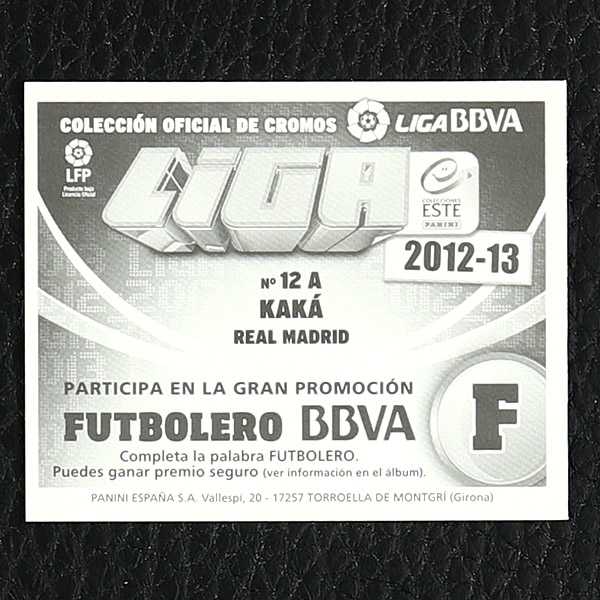 COLECCIÓN OFICIAL DE CROMOS LIGA BBVA
LFP
Producto bajo
Licencia Oficial
LiGA
COLECCIONES
ESTE
PANINI
2012-13
Nº 12 A
KAKÁ
REAL MADRID
PARTICIPA EN LA GRAN PROMOCIÓN
FUTBOLERO BBVA
F
Completa la palabra FUTBOLERO.
Puedes ganar premio seguro (ver información en el álbum).
PANINI ESPAÑA S.A. Vallespi, 20 - 17257 TORROELLA DE MONTGRÍ (Girona)